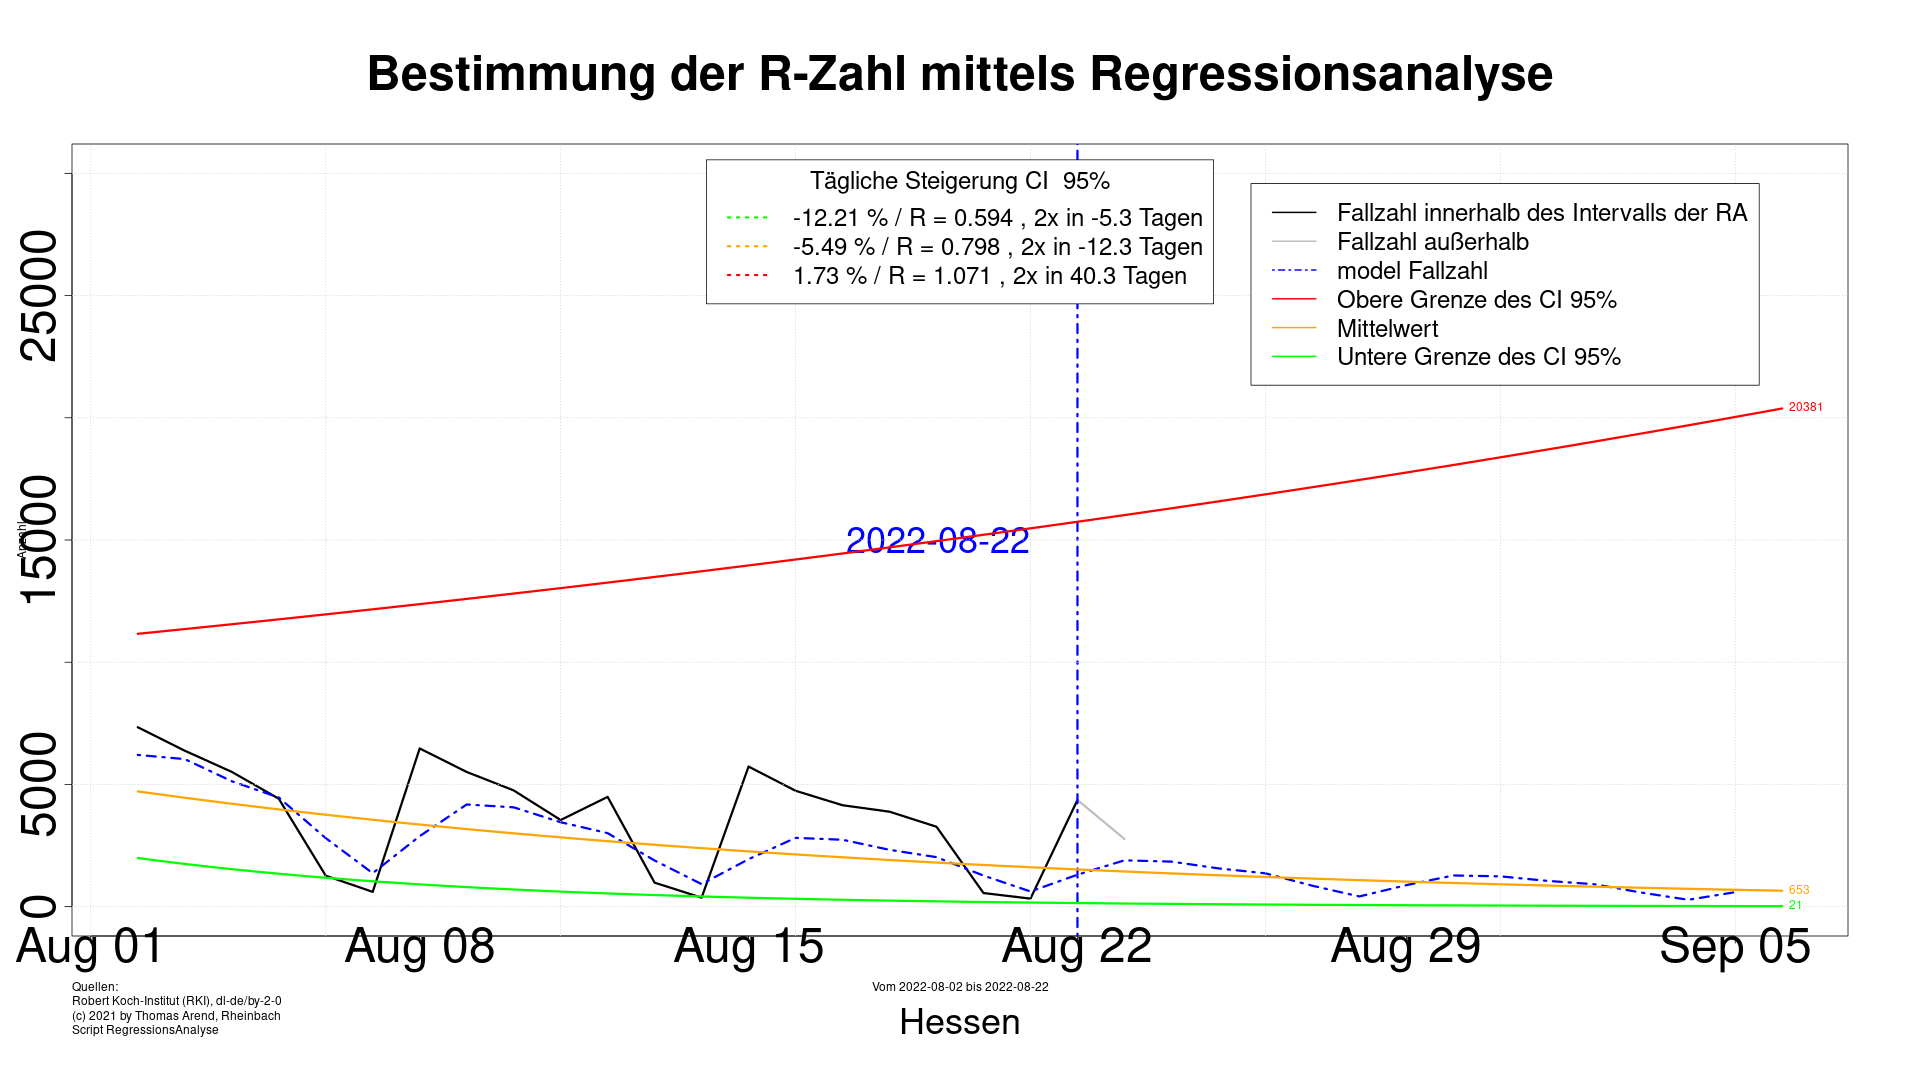 Bestimmung der R-Zahl mittels Regressionsanalyse
Tägliche Steigerung CI  95%
-12.21 % / R = 0.594 , 2x in -5.3 Tagen
-5.49 % / R = 0.798 , 2x in -12.3 Tagen
1.73 % / R = 1.071 , 2x in 40.3 Tagen
Fallzahl innerhalb des Intervalls der RA
Fallzahl außerhalb
model Fallzahl
Obere Grenze des CI 95%
Mittelwert
Untere Grenze des CI 95%
25000
15000
5000
0
Anzahl
2022-08-22
20381
653
21
Aug 01
Aug 08
Aug 15
Aug 22
Aug 29
Sep 05
Quellen:
Robert Koch-Institut (RKI), dl-de/by-2-0
(c) 2021 by Thomas Arend, Rheinbach
Script RegressionsAnalyse
Vom 2022-08-02 bis 2022-08-22
Hessen